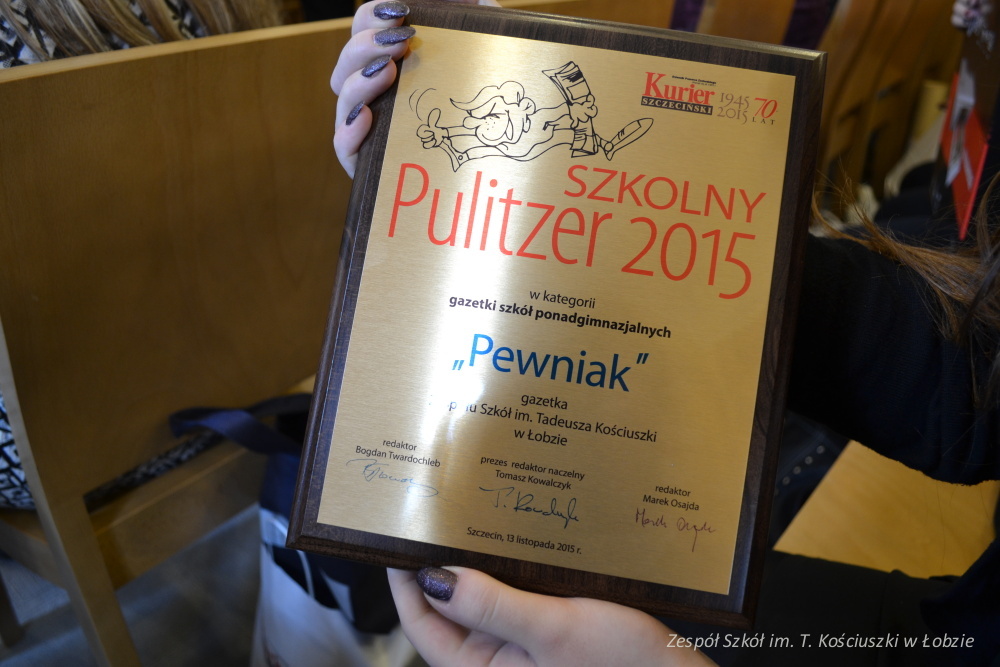 Kurier
SZCZECIŃSKI
1945
2015
70
LAT
SZKOLNY
Pulitzer 2015
w kategorii
gazetki szkół ponadgimnazjalnych
„Pewniak”
gazetka
Szkół im. Tadeusza Kościuszki
w Łobzie
redaktor
Bogdan Twardochleb
prezes redaktor naczelny
Tomasz Kowalczyk
redaktor
Marek Osajda
Szczecin, 13 listopada 2015 r.
Zespół Szkół im. T. Kościuszki w Łobzie